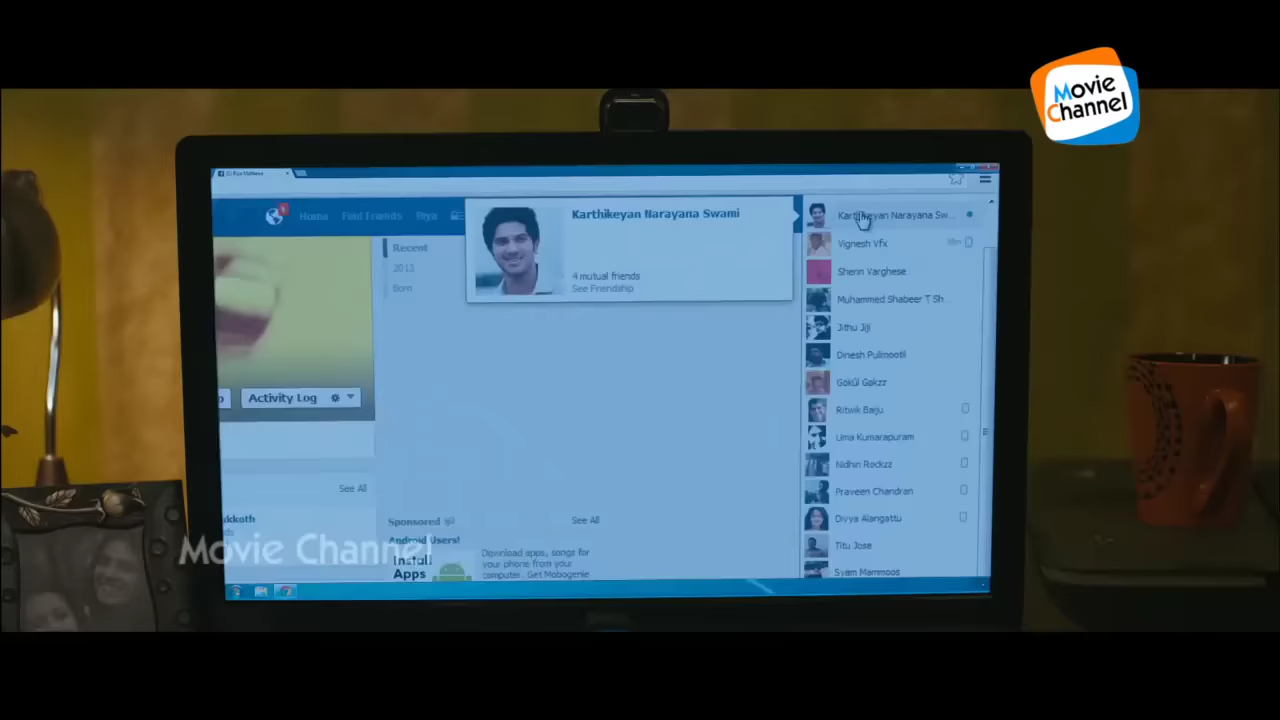 Movie
Channel
Home
Find Friends
Riya
Recent
2013
Born
Karthikeyan Narayana Swami
4 mutual friends
See Friendship
Activity Log
See All
Sponsored
See All
Android Users!
Install
Apps
Download apps, songs for
your phone from your
computer. Get Mobogenie
Karthikeyan Narayana Sw...
Vignesh Vfx
Sherin Varghese
Muhammed Shabeer T Sh...
Jithu Jiji
Dinesh Pulimootil
Gokûl Gokzz
Ritwik Baiju
Uma Kumarapuram
Nidhin Rockzz
Praveen Chandran
Divya Alangattu
Titu Jose
Syam Mammoos
Movie Channel